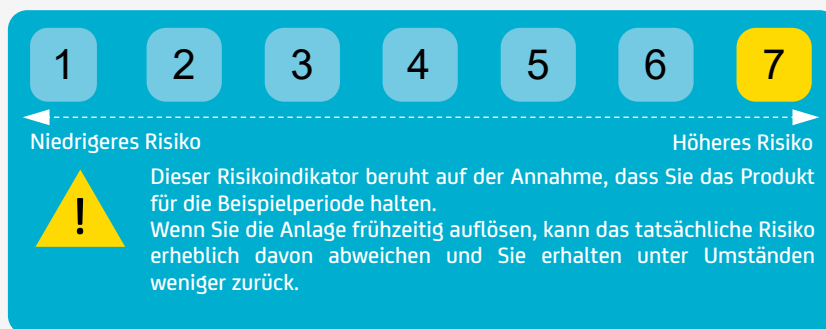 1 2 3 4 5 6 7
Niedrigeres Risiko Höheres Risiko
!
Dieser Risikoindikator beruht auf der Annahme, dass Sie das Produkt
für die Beispielperiode halten.
Wenn Sie die Anlage frühzeitig auflösen, kann das tatsächliche Risiko
erheblich davon abweichen und Sie erhalten unter Umständen
weniger zurück.